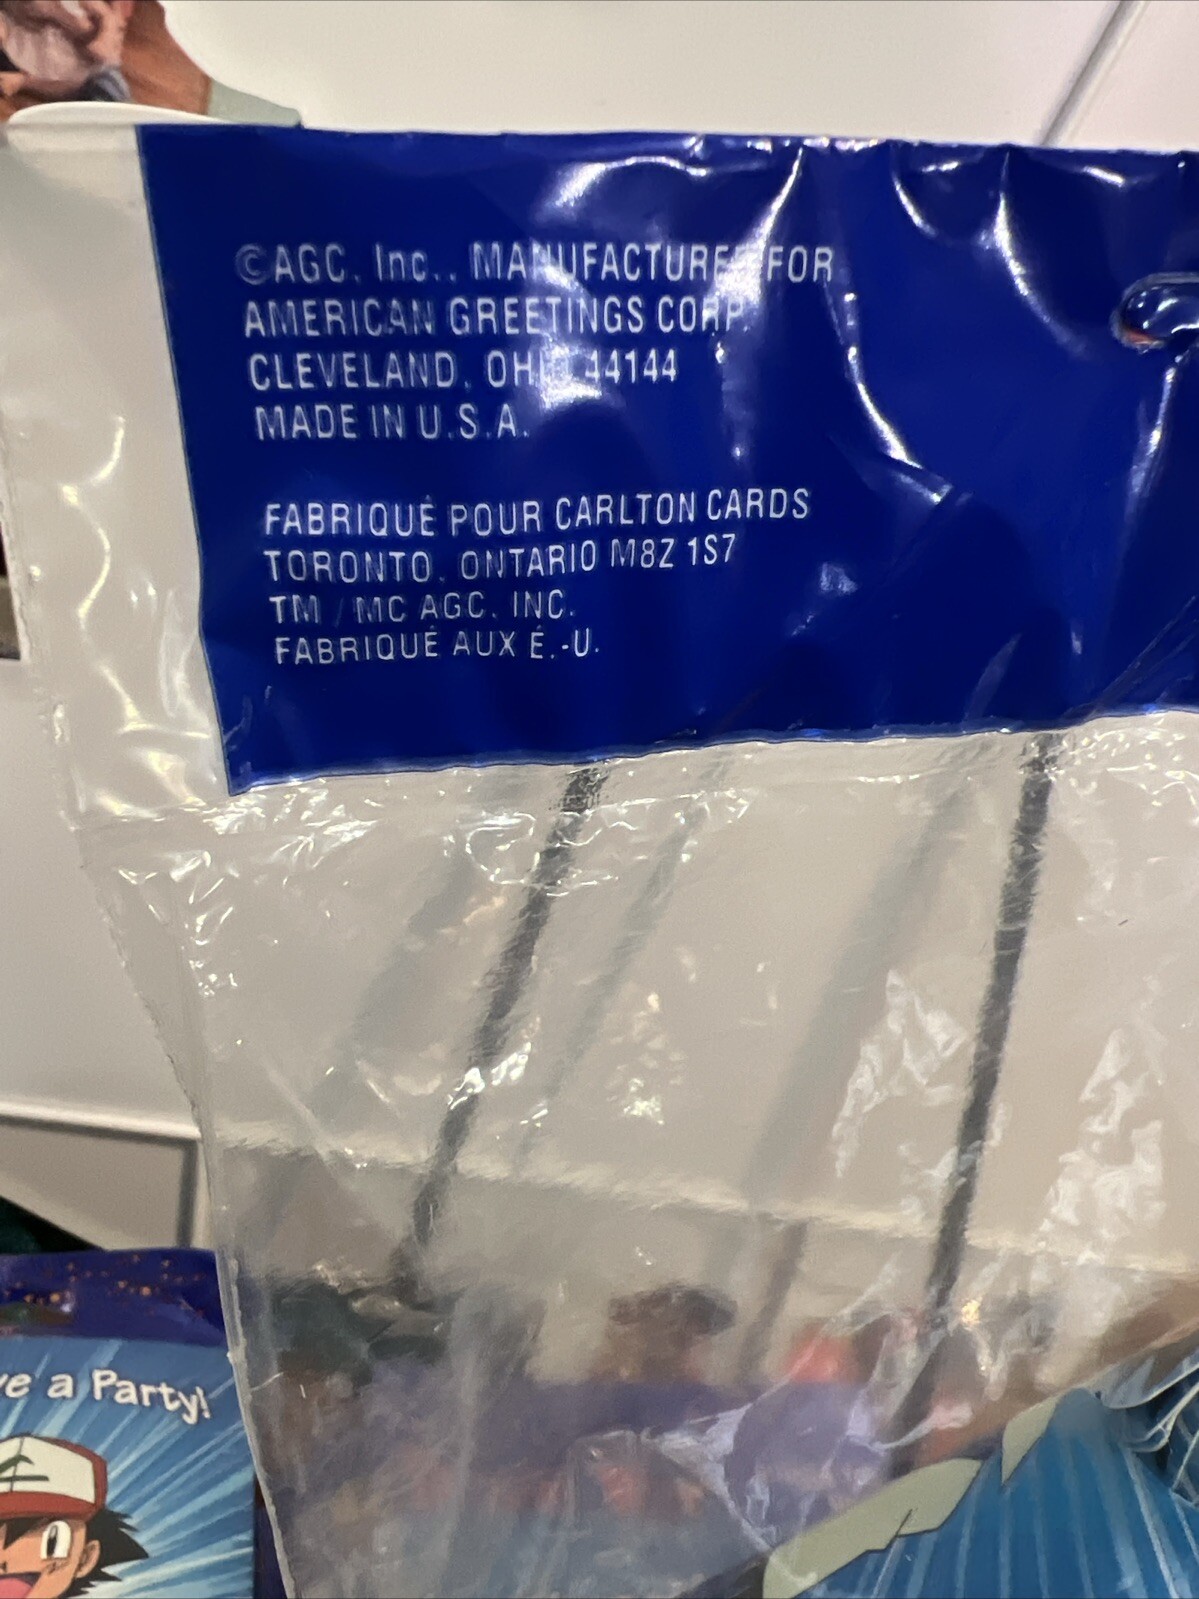 ©AGC, Inc., MANUFACTURED FOR
AMERICAN GREETINGS CORP.
CLEVELAND, OHIO 44144
MADE IN U.S.A.
FABRIQUÉ POUR CARLTON CARDS
TORONTO, ONTARIO M8Z 1S7
TM / MC AGC, INC.
FABRIQUÉ AUX É.-U.
a Party!